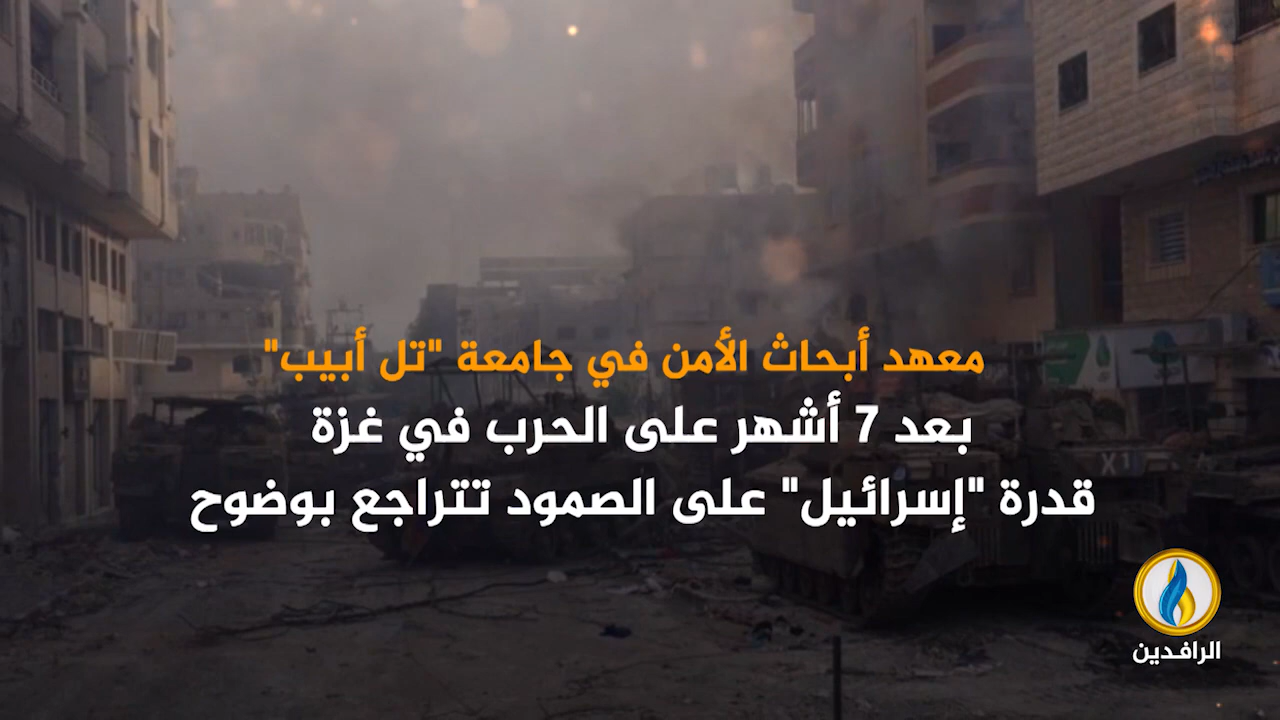 معهد أبحاث الأمن في جامعة "تل أبيب"
بعد 7 أشهر على الحرب في غزة
قدرة "إسرائيل" على الصمود تتراجع بوضوح
X1
الرافدين